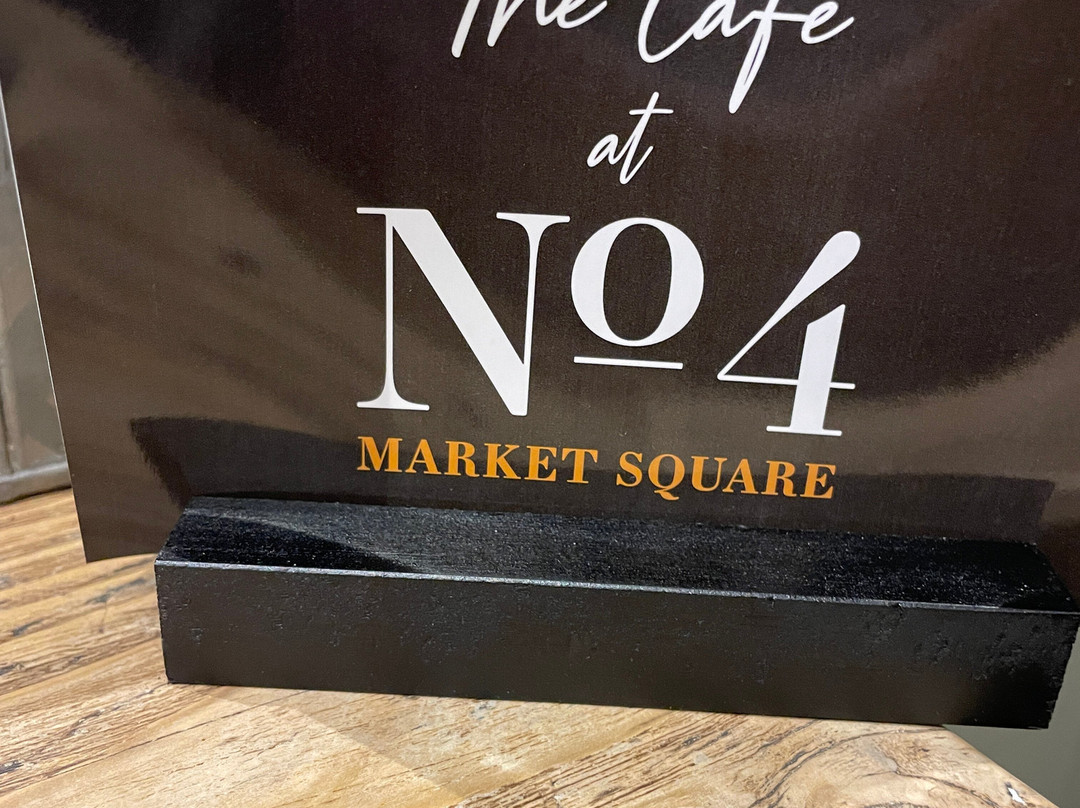 The Cafe
at
Nº4
MARKET SQUARE